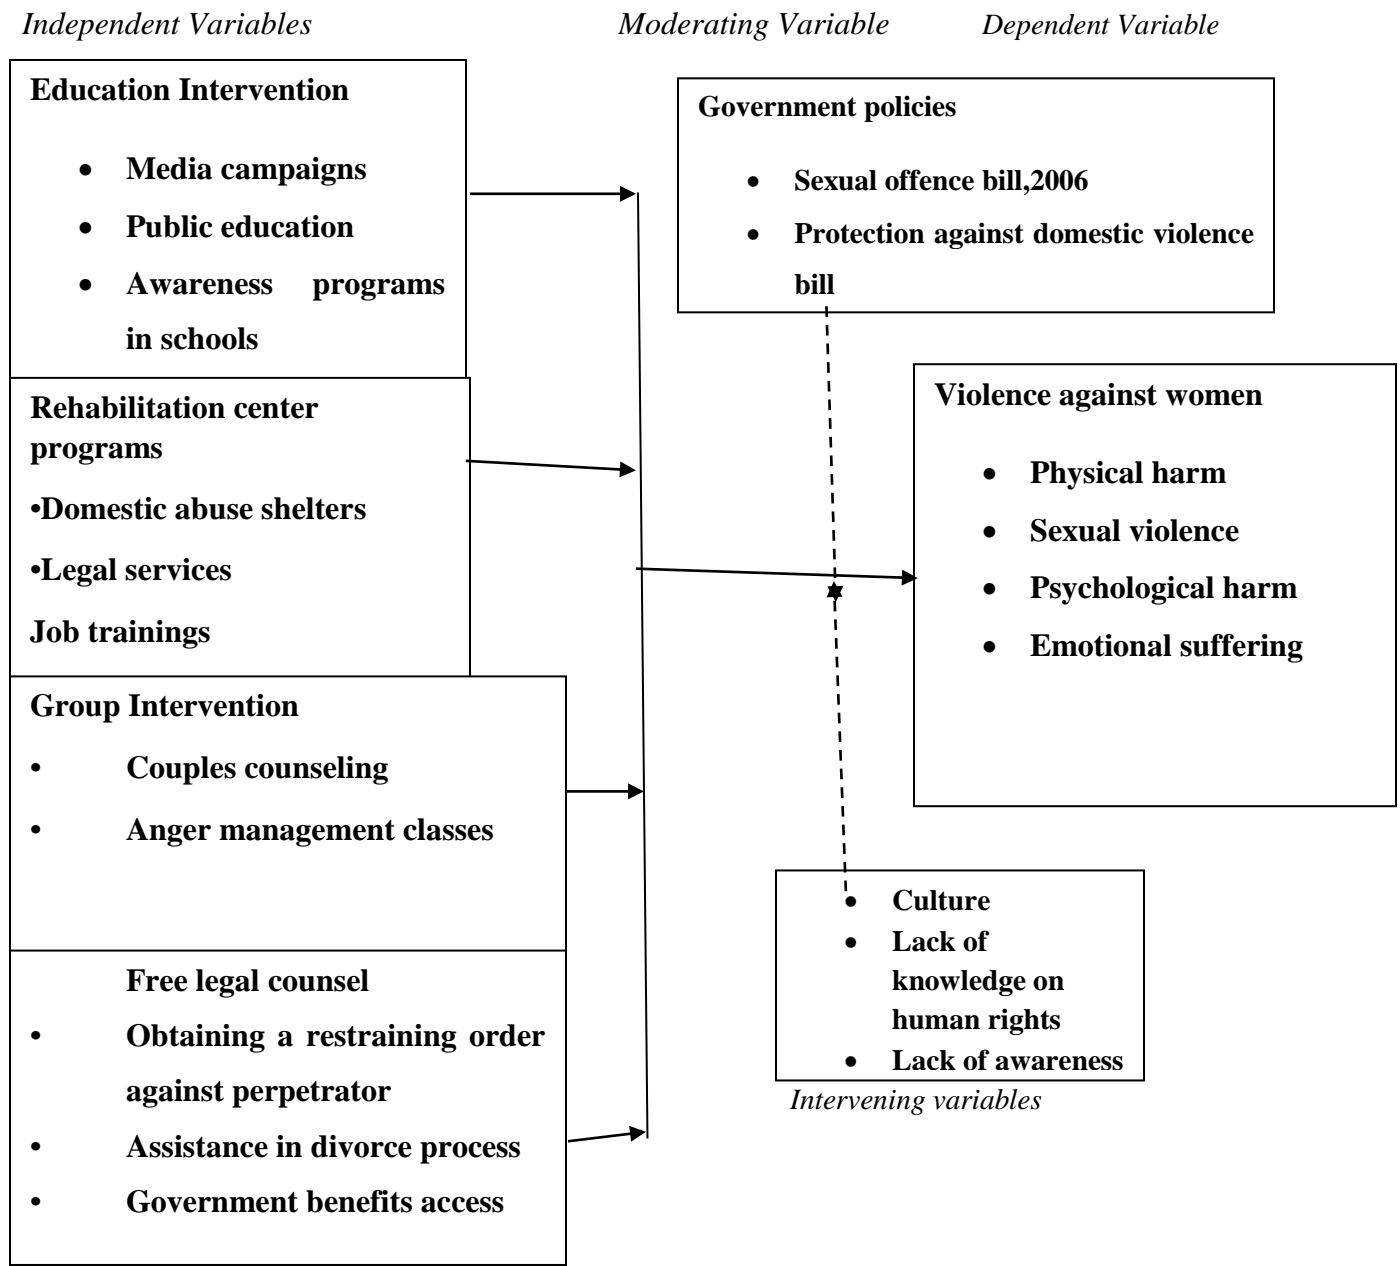 Independent Variables
Moderating Variable
Dependent Variable
Education Intervention
• Media campaigns
• Public education
• Awareness programs
in schools
Rehabilitation center
programs
•Domestic abuse shelters
•Legal services
Job trainings
Group Intervention
• Couples counseling
• Anger management classes
Free legal counsel
• Obtaining a restraining order
against perpetrator
• Assistance in divorce process
• Government benefits access
Government policies
• Sexual offence bill,2006
• Protection against domestic violence
bill
Violence against women
• Physical harm
• Sexual violence
• Psychological harm
• Emotional suffering
• Culture
• Lack of
knowledge on
human rights
• Lack of awareness
Intervening variables